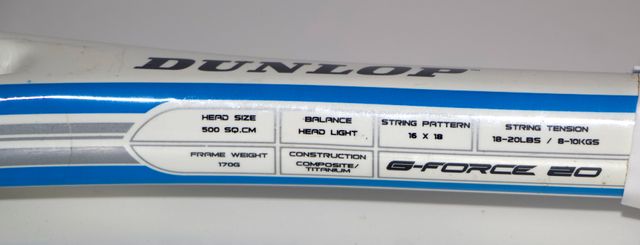 DUNLOP
HEAD SIZE
500 SQ.CM
BALANCE
HEAD LIGHT
STRING PATTERN
16 X 18
STRING TENSION
18-20LBS / 8-10KGS
FRAME WEIGHT
170G
CONSTRUCTION
COMPOSITE/
TITANIUM
G-FORCE 20